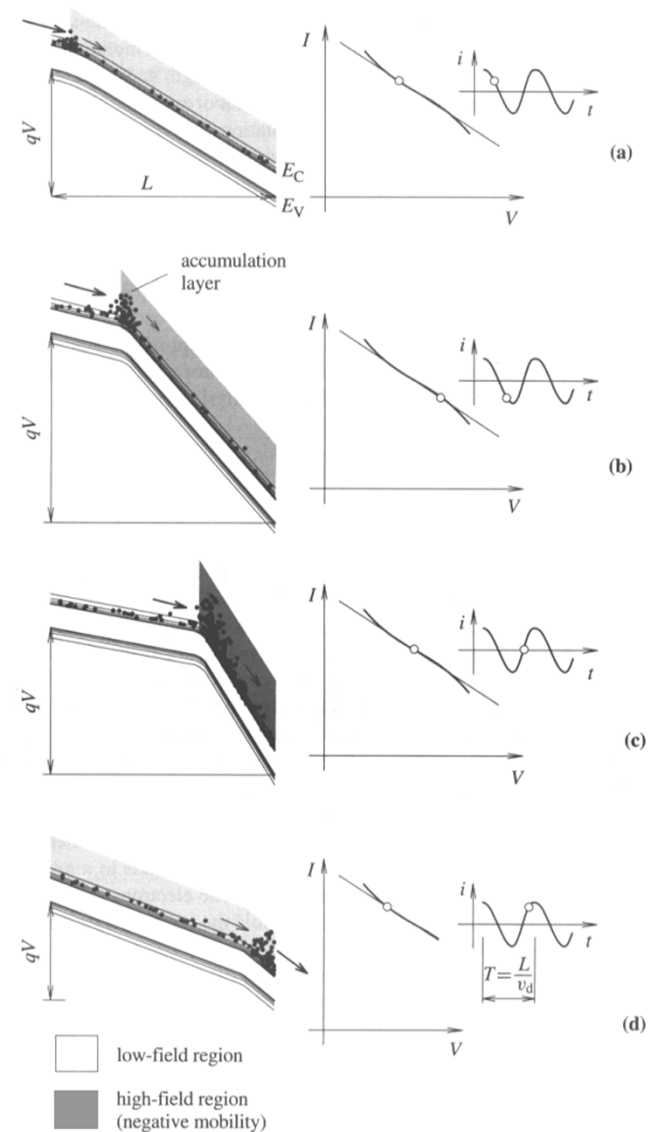 I
i
t
qV
L
E_C
E_V
V
(a)
accumulation
layer
I
i
t
qV
V
(b)
I
i
t
qV
V
(c)
I
i
t
qV
T = L/v_d
V
(d)
low-field region
high-field region
(negative mobility)